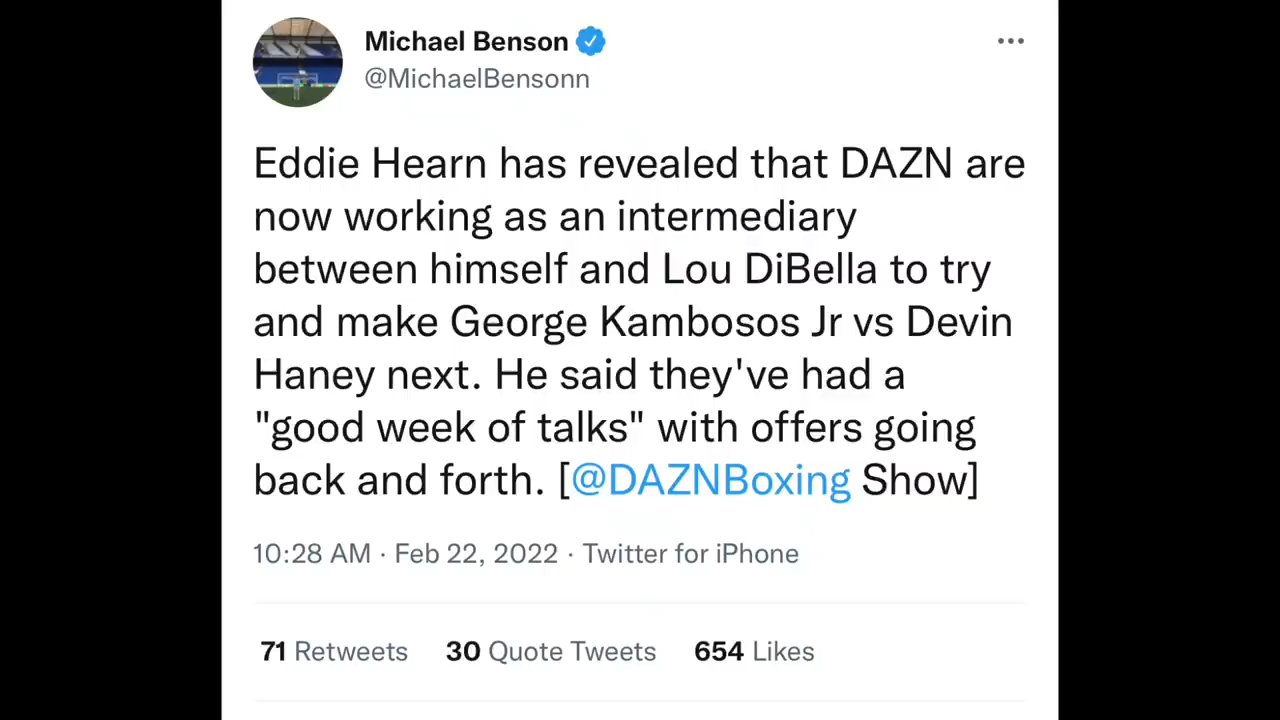 Michael Benson
@MichaelBensonn
Eddie Hearn has revealed that DAZN are
now working as an intermediary
between himself and Lou DiBella to try
and make George Kambosos Jr vs Devin
Haney next. He said they've had a
"good week of talks" with offers going
back and forth. [@DAZNBoxing Show]
10:28 AM · Feb 22, 2022 · Twitter for iPhone
71 Retweets 30 Quote Tweets 654 Likes